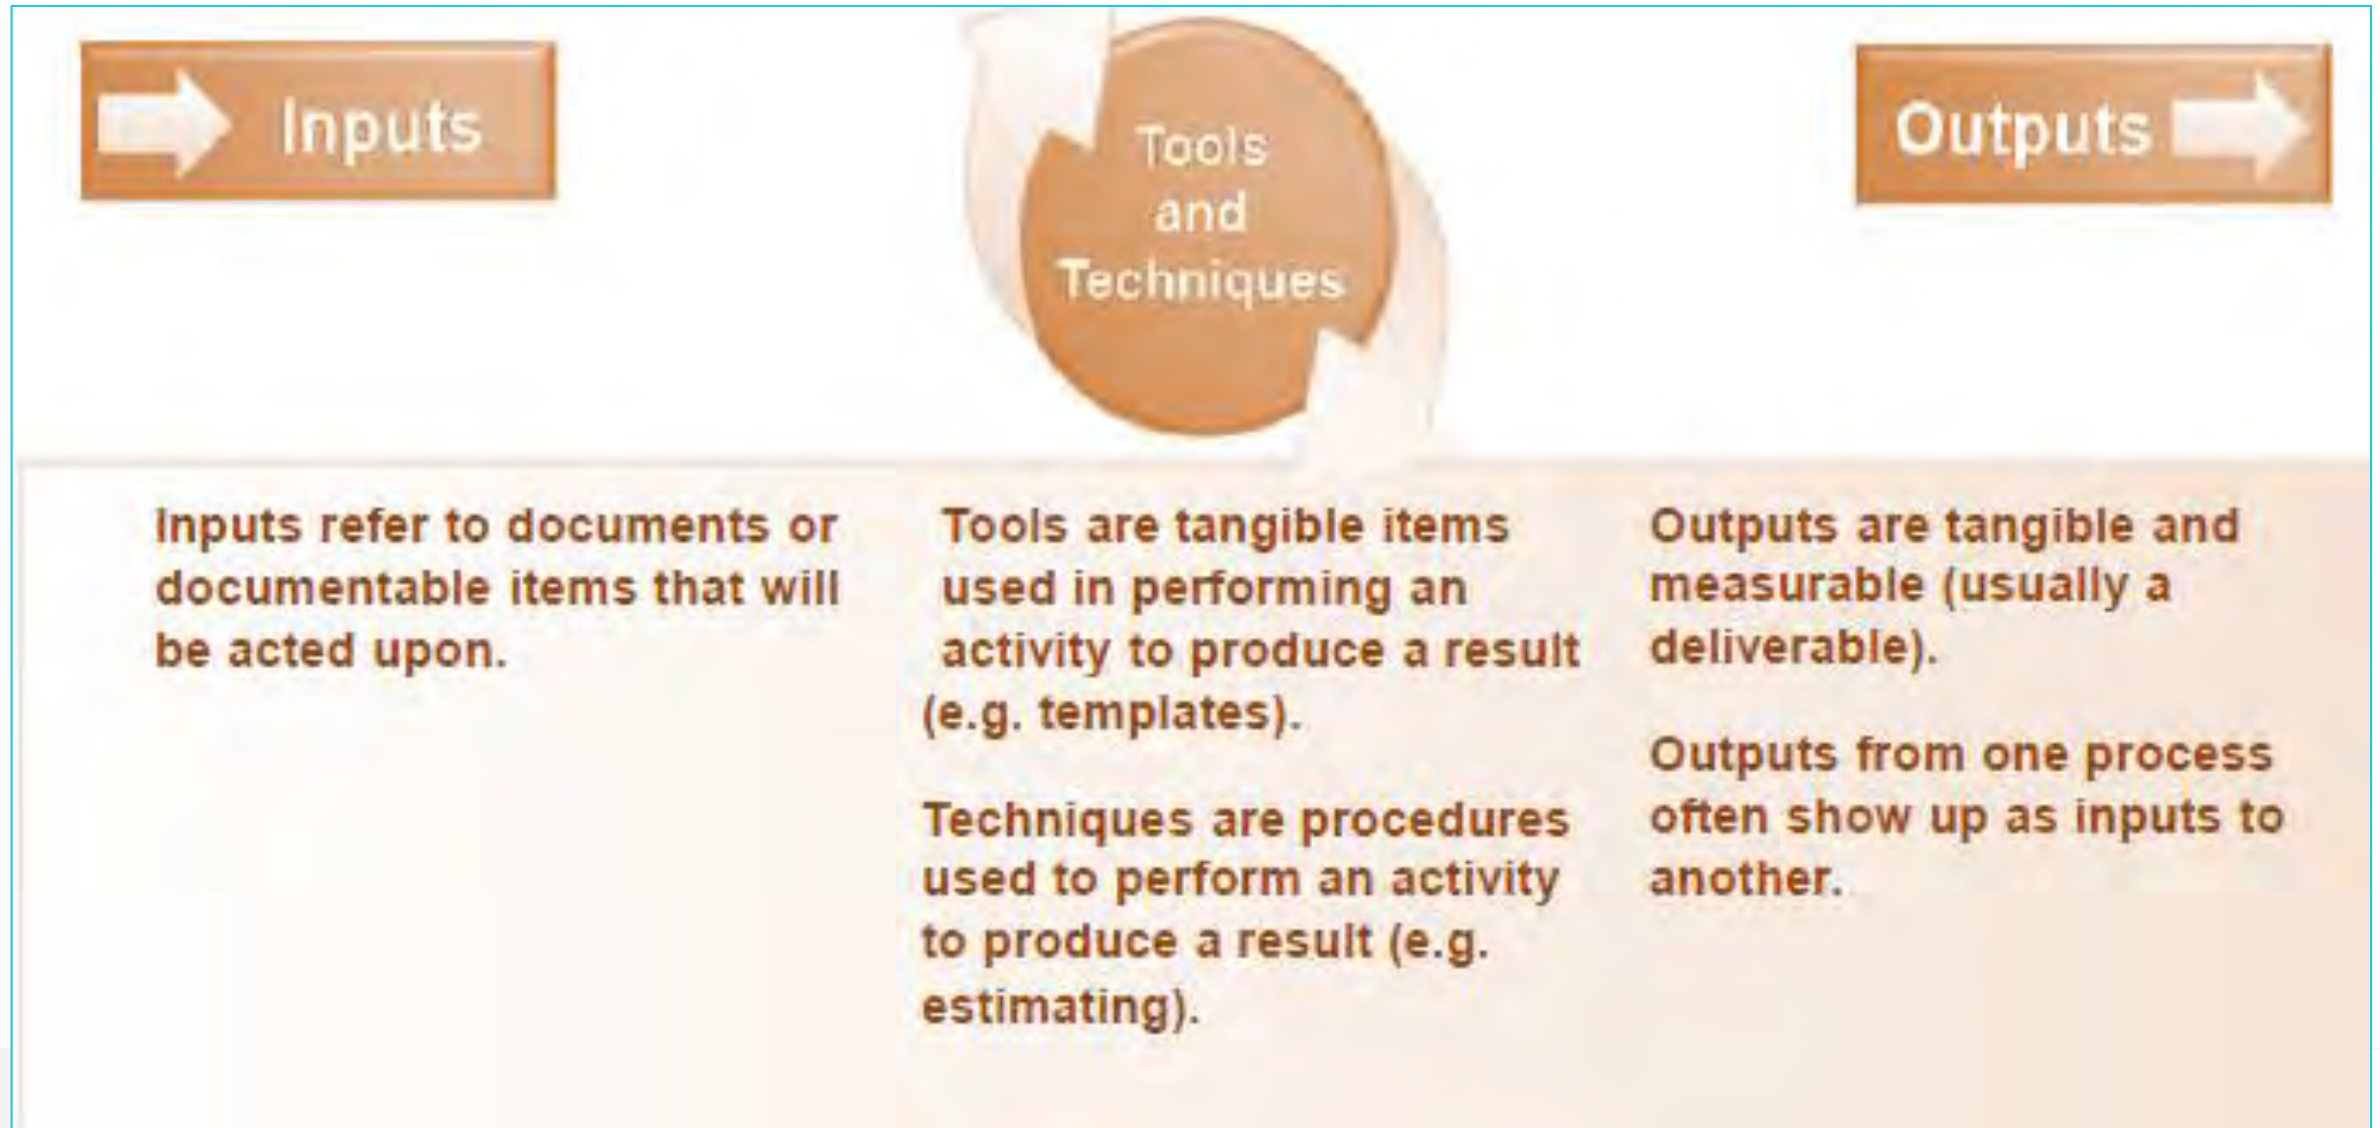 Inputs
Tools
and
Techniques
Outputs
Inputs refer to documents or
documentable items that will
be acted upon.
Tools are tangible items
used in performing an
activity to produce a result
(e.g. templates).
Techniques are procedures
used to perform an activity
to produce a result (e.g.
estimating).
Outputs are tangible and
measurable (usually a
deliverable).
Outputs from one process
often show up as inputs to
another.